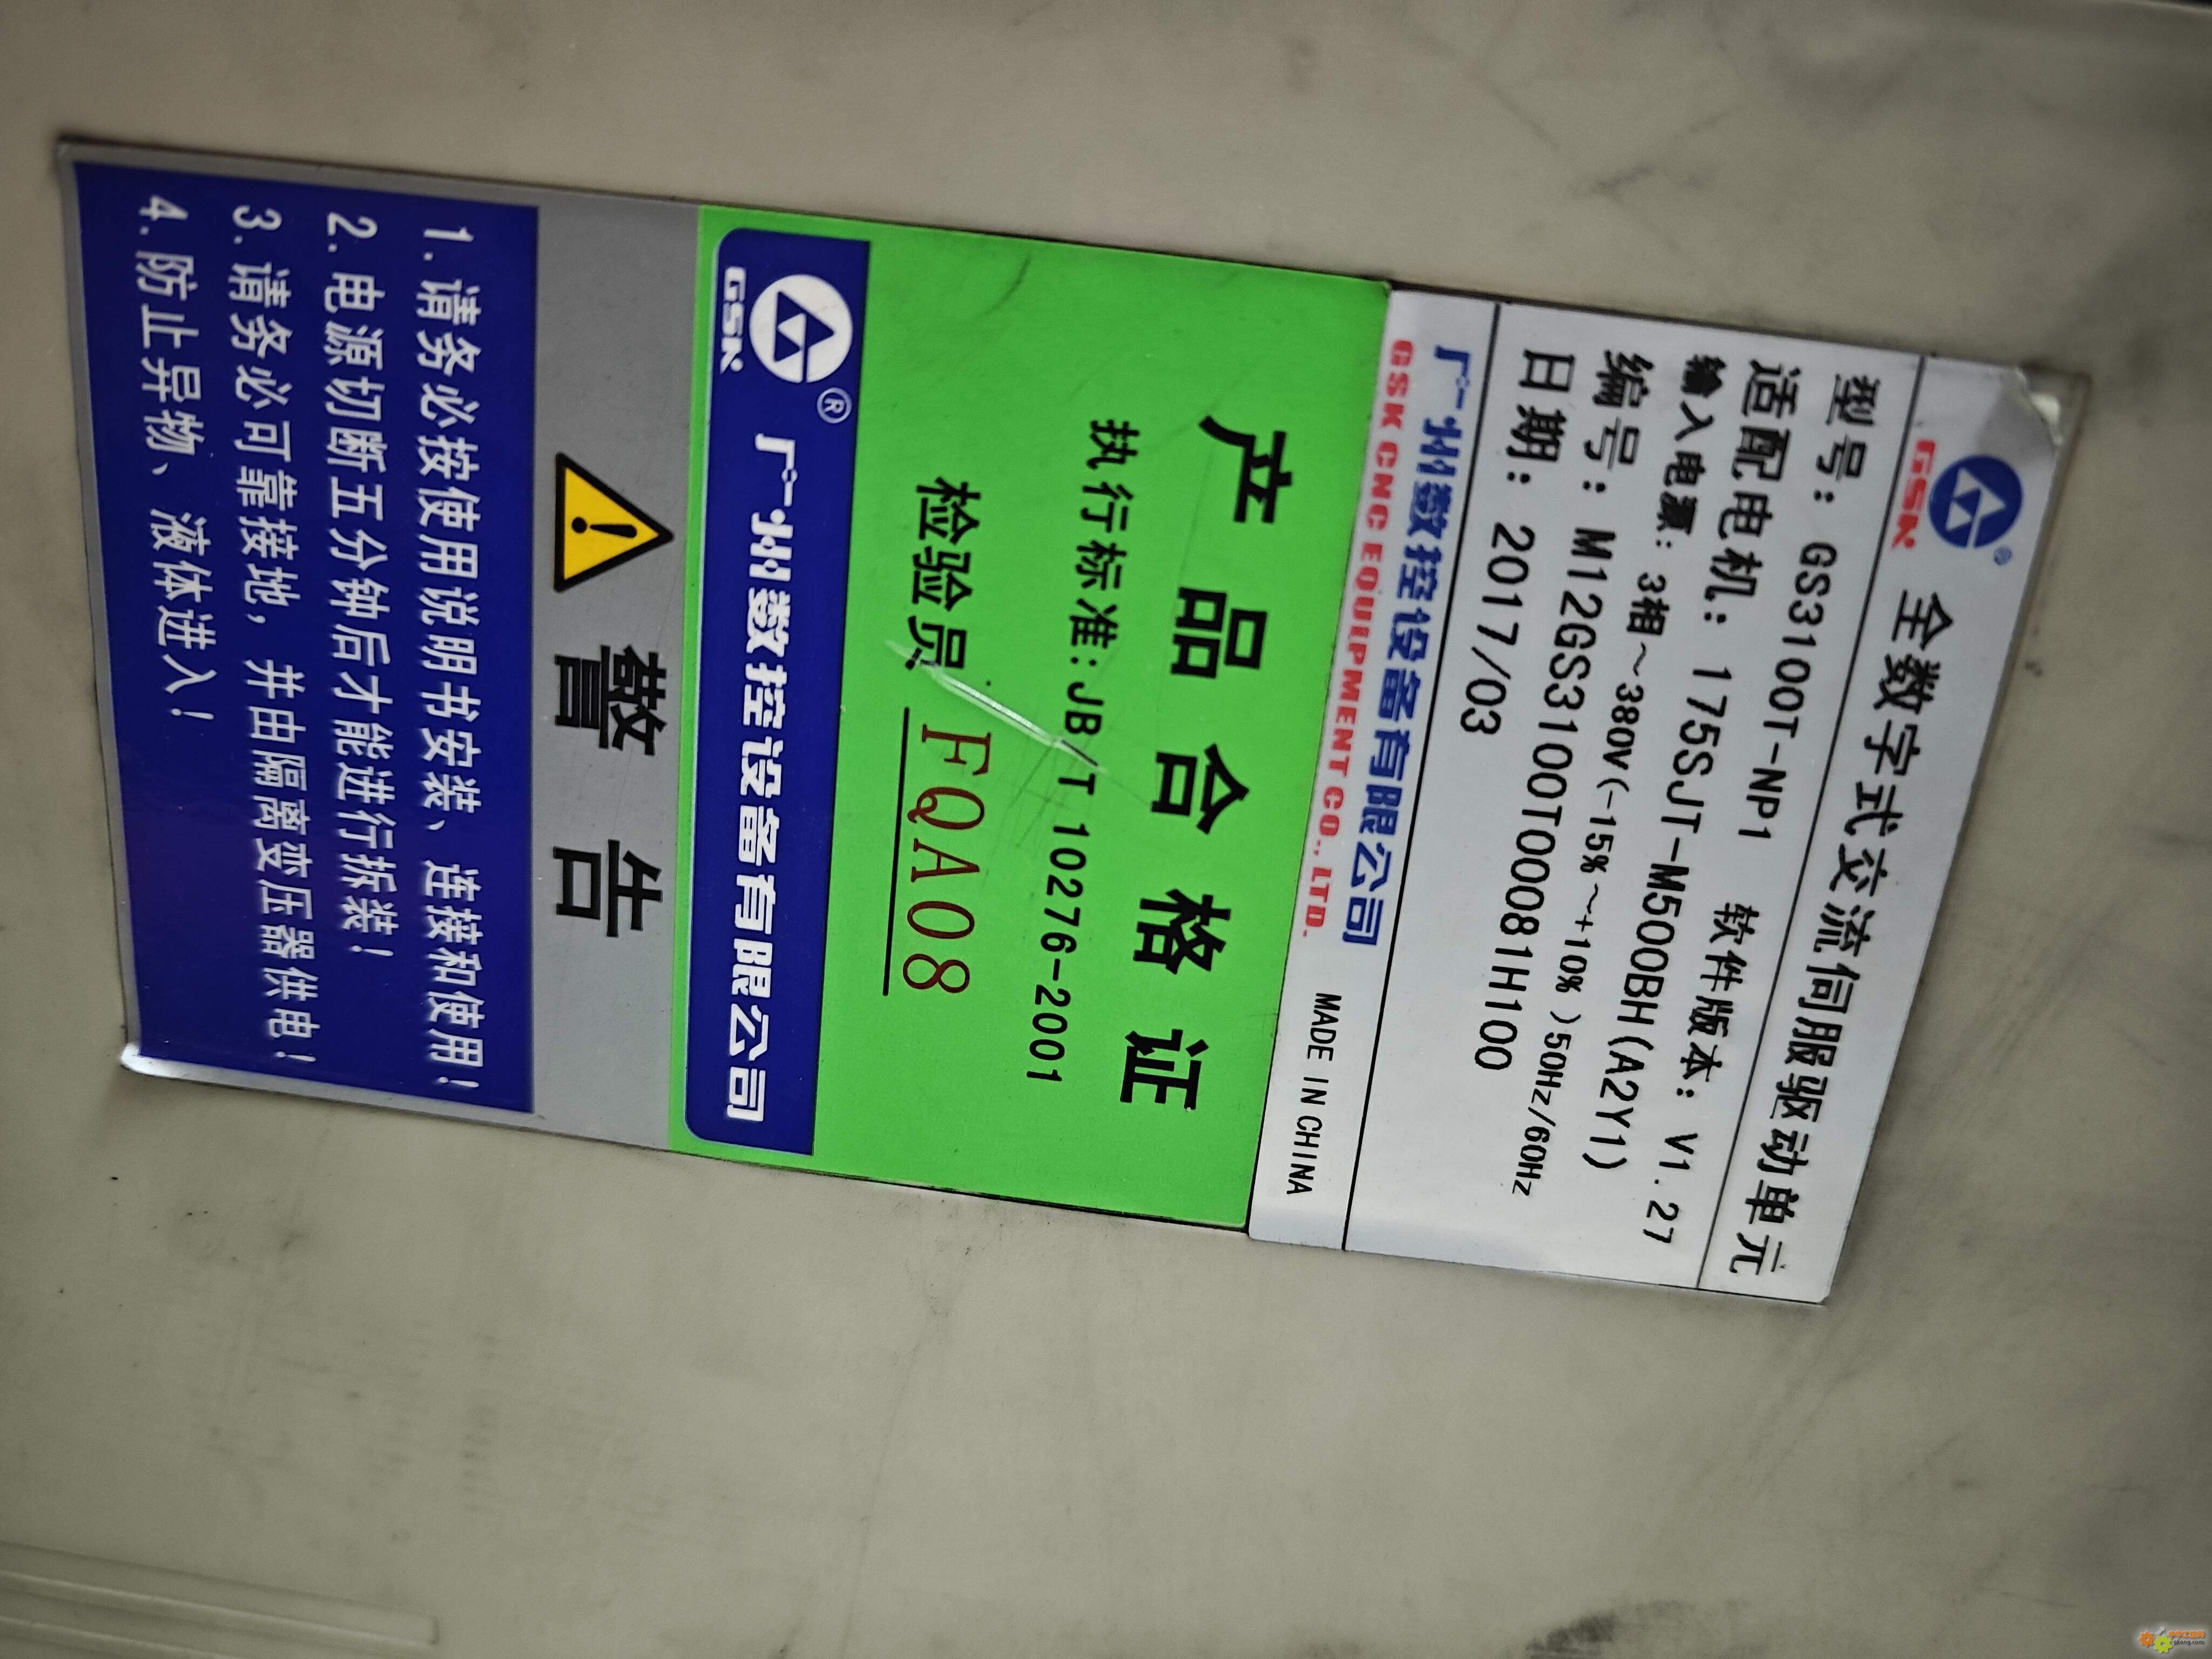 GSK ® 全数字式交流伺服驱动单元
型号: GS3100T-NP1 软件版本: V1.27
适配电机: 175SJT-M500BH(A2Y1)
输入电源: 3相~380V(-15%~+10%)50Hz/60Hz
编号: M12GS3100T00081H100
日期: 2017/03
广州数控设备有限公司
GSK CNC EQUIPMENT CO., LTD. MADE IN CHINA
产品合格证
执行标准:JB/T 10276-2001
检验员 FQA08
GSK ® 广州数控设备有限公司
警告
1.请务必按使用说明书安装、连接和使用!
2.电源切断五分钟后才能进行拆装!
3.请务必可靠接地,并由隔离变压器供电!
4.防止异物、液体进入!